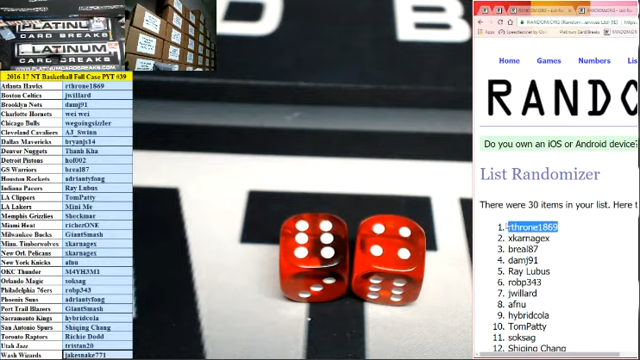 PLATINUM
CARD BREAKS
PLATINUM
CARD BREAKS
WWW.PLATINUMCARDBREAKS.COM
2016-17 NT Basketball Full Case PYT #39
Atlanta Hawks rthrone1869
Boston Celtics jwillard
Brooklyn Nets damj91
Charlotte Hornets wei wei
Chicago Bulls wegoingsizzler
Cleveland Cavaliers AJ_Swinn
Dallas Mavericks bryanjs14
Denver Nuggets Thanh Kha
Detroit Pistons hof002
GS Warriors breal87
Houston Rockets adriantyfong
Indiana Pacers Ray Lubus
LA Clippers TomPatty
LA Lakers Mini Me
Memphis Grizzlies Shockmar
Miami Heat richerONE
Milwaukee Bucks GiantSmash
Minn. Timberwolves xkarnagex
New Orl. Pelicans xkarnagex
New York Knicks afnu
OKC Thunder M4YH3M1
Orlando Magic soksag
Philadelphia 76ers robp343
Phoenix Suns adriantyfong
Port Trail Blazers GiantSmash
Sacramento Kings hybridcola
San Antonio Spurs Shiqing Chang
Toronto Raptors Richie Dodd
Utah Jazz tristan20
Wash Wizards jakesnake771
Home Games Numbers
RANDO
Do you own an iOS or Android device?
List Randomizer
There were 30 items in your list. Here t
1. rthrone1869
2. xkarnagex
3. breal87
4. damj91
5. Ray Lubus
6. robp343
7. jwillard
8. afnu
9. hybridcola
10. TomPatty
11. soksag
12. Shiqing Chang